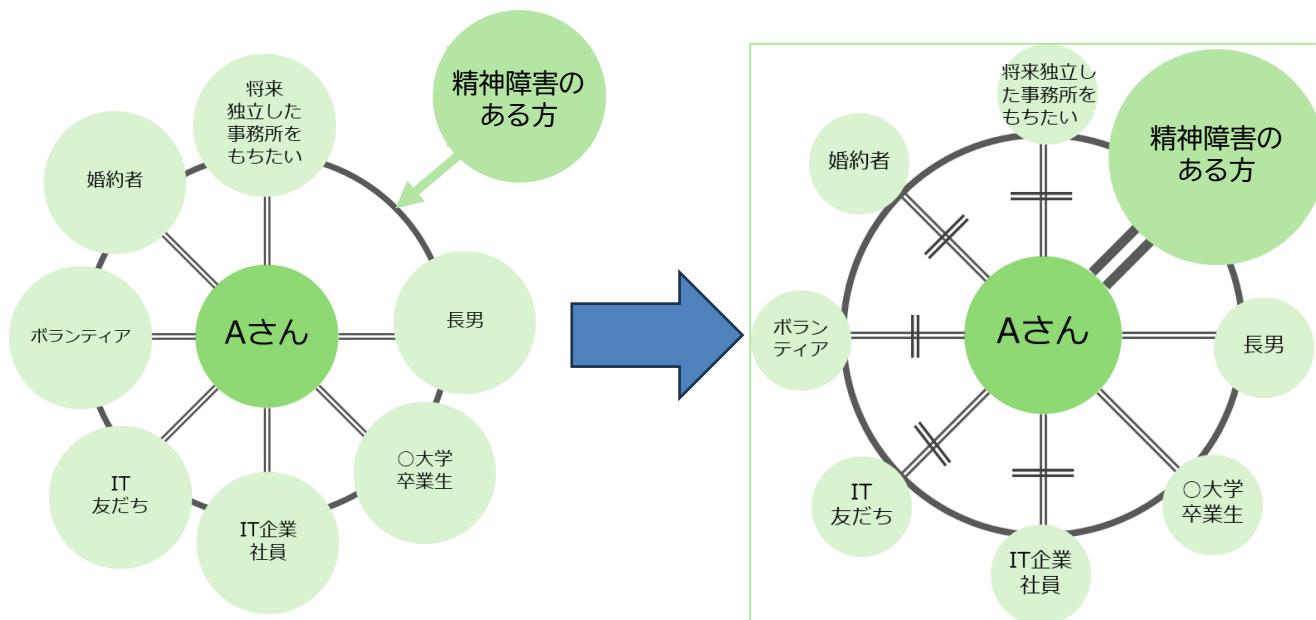 将来
独立した
事務所を
もちたい
精神障害の
ある方
婚約者
長男
ボランティア
Aさん
○大学
卒業生
IT
友だち
IT企業
社員
将来独立し
た事務所を
もちたい
精神障害の
ある方
婚約者
ボラン
ティア
Aさん
長男
IT
友だち
○大学
卒業生
IT企業
社員